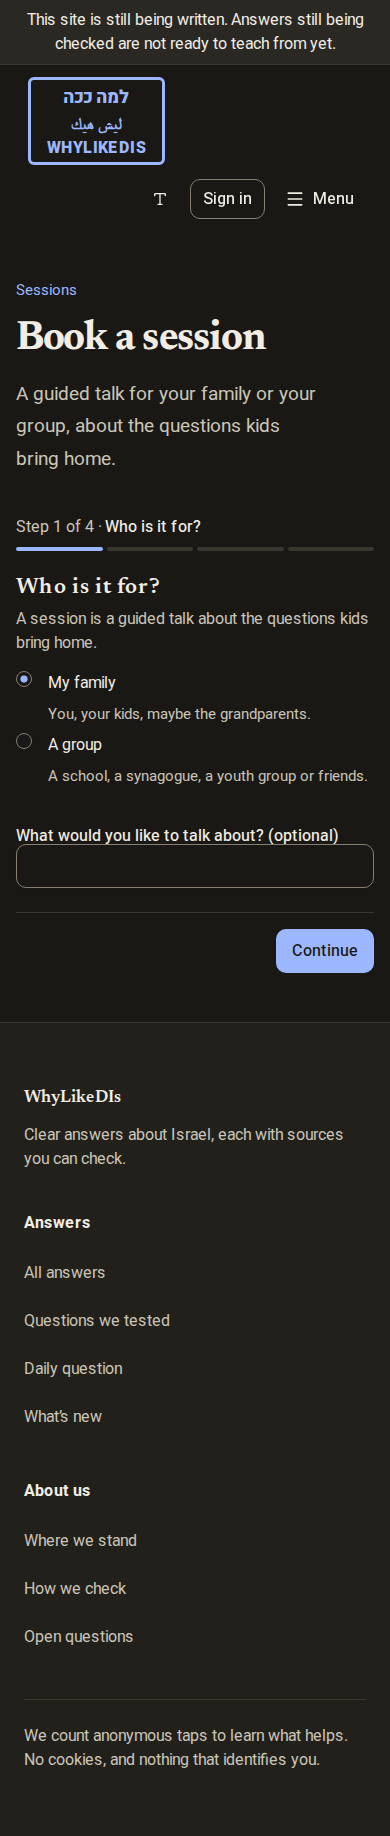 This site is still being written. Answers still being
checked are not ready to teach from yet.
למה ככה
ليش هيك
WHYLIKEDIS
T
Sign in
Menu
Sessions
Book a session
A guided talk for your family or your
group, about the questions kids
bring home.
Step 1 of 4 · Who is it for?
Who is it for?
A session is a guided talk about the questions kids
bring home.
My family
You, your kids, maybe the grandparents.
A group
A school, a synagogue, a youth group or friends.
What would you like to talk about? (optional)
Continue
WhyLikeDIs
Clear answers about Israel, each with sources
you can check.
Answers
All answers
Questions we tested
Daily question
What's new
About us
Where we stand
How we check
Open questions
We count anonymous taps to learn what helps.
No cookies, and nothing that identifies you.